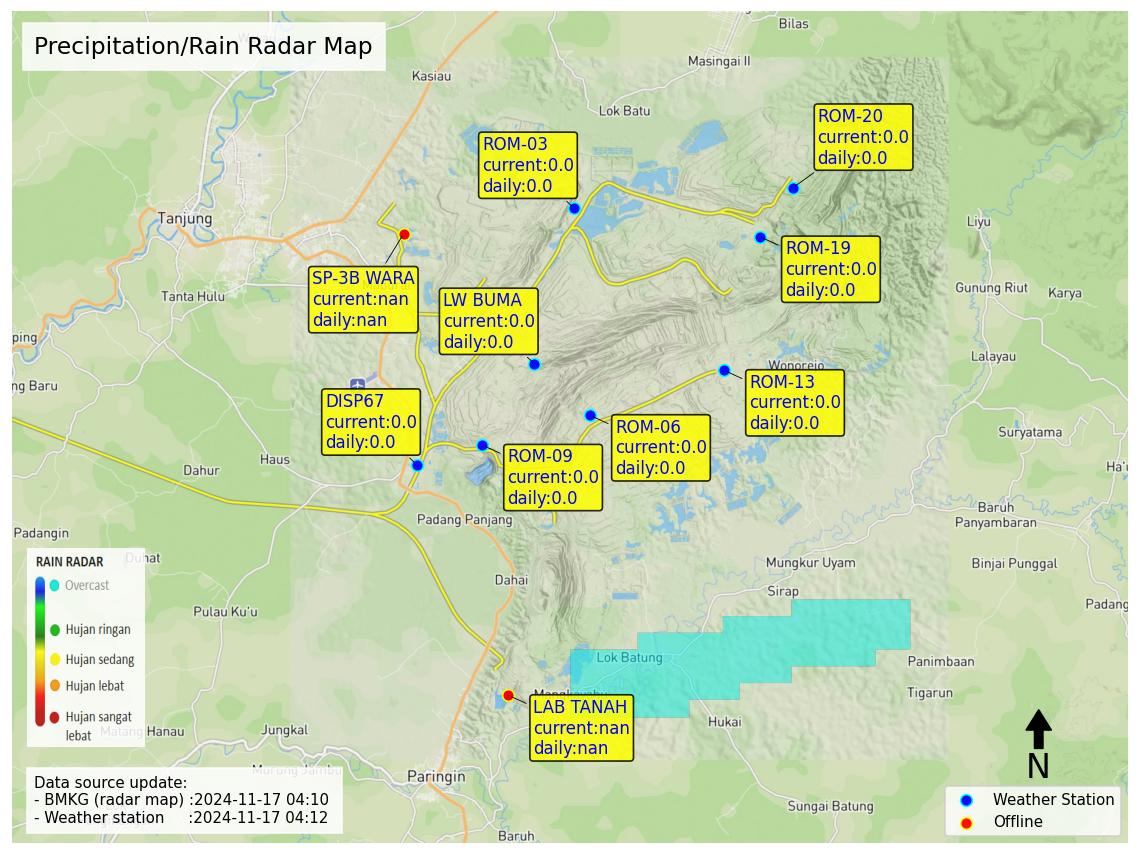 Precipitation/Rain Radar Map
Bilas
Masingai II
Kasiau
Lok Batu
ROM-20
current:0.0
daily:0.0
ROM-03
current:0.0
daily:0.0
Tanjung
Liyu
ROM-19
current:0.0
daily:0.0
SP-3B WARA
current:nan
daily:nan
LW BUMA
current:0.0
daily:0.0
Tanta Hulu
Gunung Riut
Karya
ping
Lalayau
Wonorejo
ng Baru
ROM-13
current:0.0
daily:0.0
DISP67
current:0.0
daily:0.0
ROM-06
current:0.0
daily:0.0
ROM-09
current:0.0
daily:0.0
Suryatama
Haus
Dahur
Ha'u
Padang Panjang
Baruh
Panyambaran
Padangin
Duhat
Mungkur Uyam
Binjai Punggal
Dahai
Sirap
Padang
Pulau Ku'u
RAIN RADAR
Overcast
Hujan ringan
Hujan sedang
Hujan lebat
Hujan sangat
lebat
Lok Batung
Panimbaan
Tigarun
LAB TANAH
current:nan
daily:nan
Hukai
Matang Hanau
Jungkal
Murung Jambu
Paringin
N
Data source update:
- BMKG (radar map) :2024-11-17 04:10
- Weather station :2024-11-17 04:12
Sungai Batung
Baruh
Weather Station
Offline